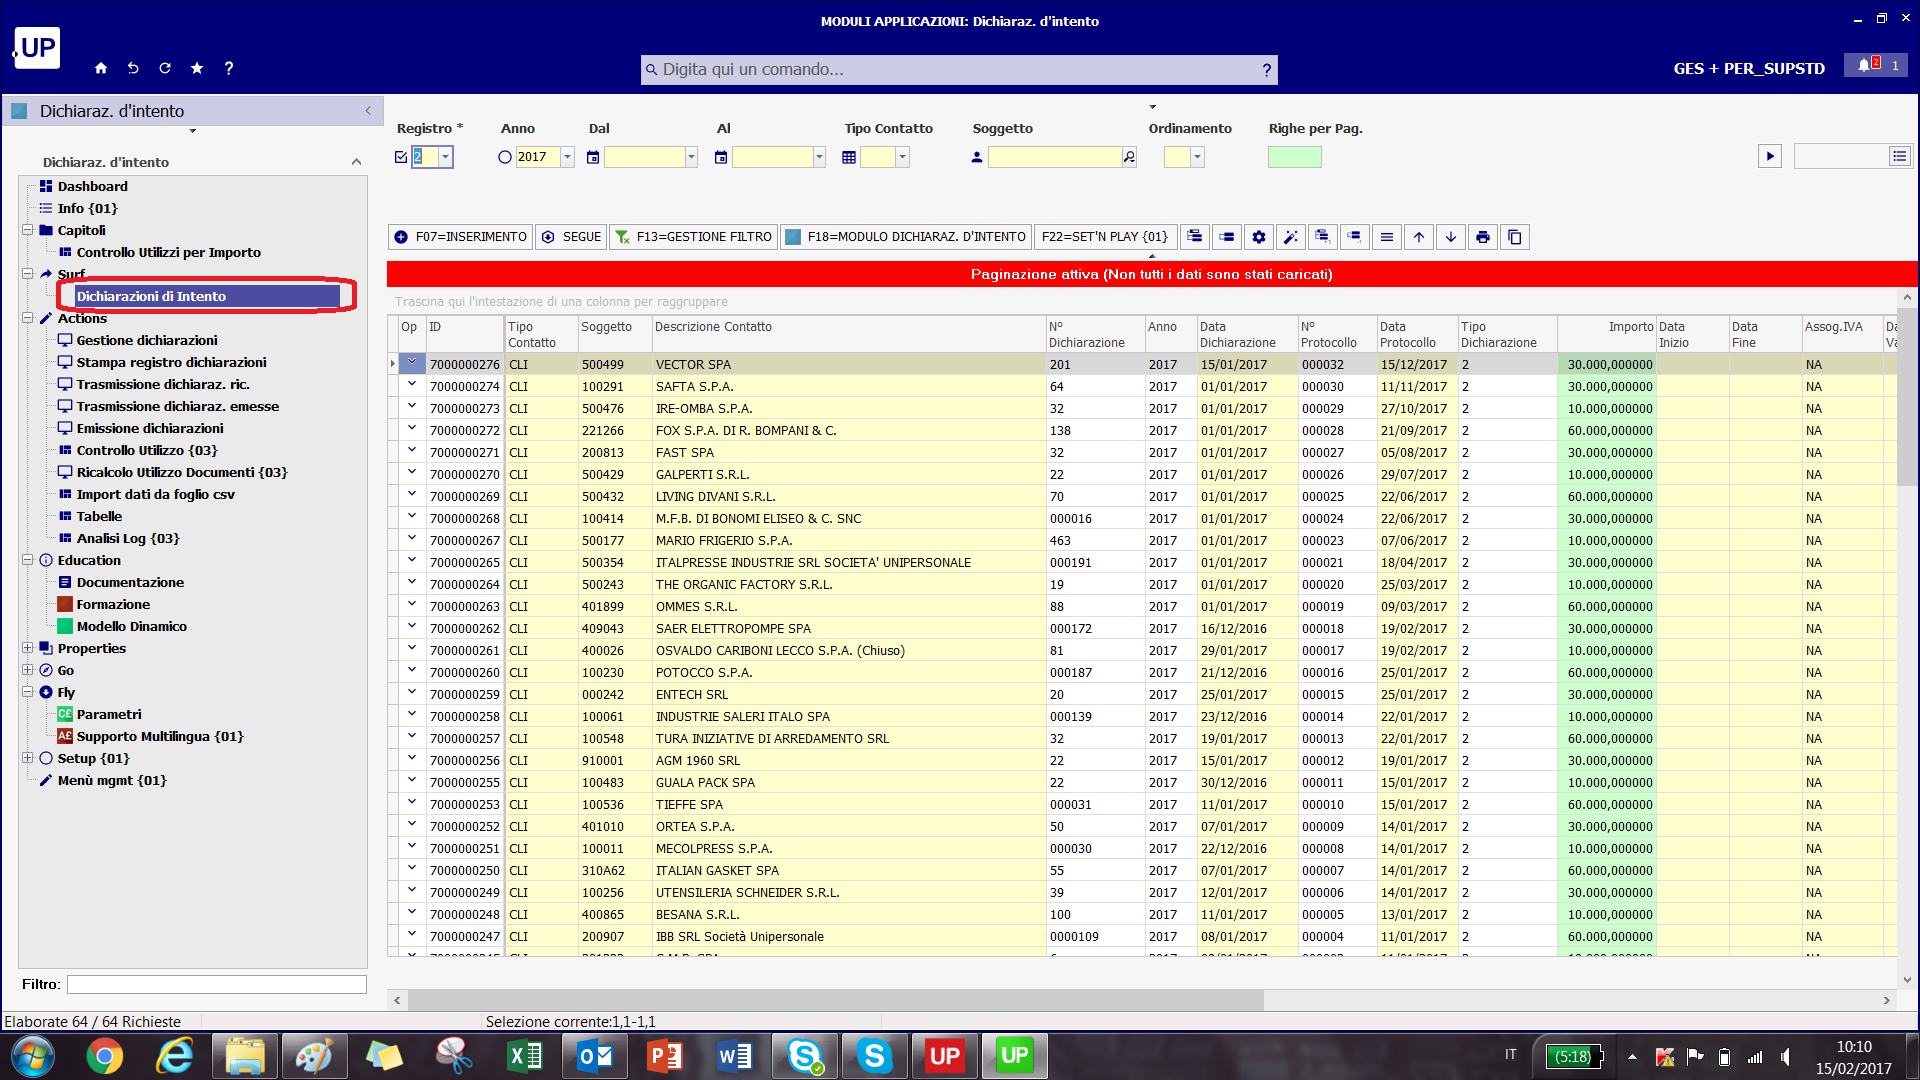 MODULI APPLICAZIONI: Dichiaraz. d'intento
.UP
Digita qui un comando...
?
?
GES + PER_SUPSTD
2
1
Dichiaraz. d'intento
Dichiaraz. d'intento
Dashboard
Info {01}
Capitoli
Controllo Utilizzi per Importo
Surf
Dichiarazioni di Intento
Actions
Gestione dichiarazioni
Stampa registro dichiarazioni
Trasmissione dichiaraz. ric.
Trasmissione dichiaraz. emesse
Emissione dichiarazioni
Controllo Utilizzo {03}
Ricalcolo Utilizzo Documenti {03}
Import dati da foglio csv
Tabelle
Analisi Log {03}
Education
Documentazione
Formazione
Modello Dinamico
Properties
Go
Fly
C£ Parametri
A£ Supporto Multilingua {01}
Setup {01}
Menù mgmt {01}
Filtro:
Registro * Anno Dal Al Tipo Contatto Soggetto Ordinamento Righe per Pag.
2 2017
F07=INSERIMENTO SEGUE F13=GESTIONE FILTRO F18=MODULO DICHIARAZ. D'INTENTO F22=SET'N PLAY {01}
Paginazione attiva (Non tutti i dati sono stati caricati)
Trascina qui l'intestazione di una colonna per raggruppare
Op ID Tipo Contatto Soggetto Descrizione Contatto N° Dichiarazione Anno Data Dichiarazione N° Protocollo Data Protocollo Tipo Dichiarazione Importo Data Inizio Data Fine Assog.IVA Da Va
7000000276 CLI 500499 VECTOR SPA 201 2017 15/01/2017 000032 15/12/2017 2 30.000,000000 NA
7000000274 CLI 100291 SAFTA S.P.A. 64 2017 01/01/2017 000030 11/11/2017 2 30.000,000000 NA
7000000273 CLI 500476 IRE-OMBA S.P.A. 32 2017 01/01/2017 000029 27/10/2017 2 10.000,000000 NA
7000000272 CLI 221266 FOX S.P.A. DI R. BOMPANI & C. 138 2017 01/01/2017 000028 21/09/2017 2 60.000,000000 NA
7000000271 CLI 200813 FAST SPA 32 2017 01/01/2017 000027 05/08/2017 2 30.000,000000 NA
7000000270 CLI 500429 GALPERTI S.R.L. 22 2017 01/01/2017 000026 29/07/2017 2 10.000,000000 NA
7000000269 CLI 500432 LIVING DIVANI S.R.L. 70 2017 01/01/2017 000025 22/06/2017 2 60.000,000000 NA
7000000268 CLI 100414 M.F.B. DI BONOMI ELISEO & C. SNC 000016 2017 01/01/2017 000024 22/06/2017 2 30.000,000000 NA
7000000267 CLI 500177 MARIO FRIGERIO S.P.A. 463 2017 01/01/2017 000023 07/06/2017 2 10.000,000000 NA
7000000265 CLI 500354 ITALPRESSE INDUSTRIE SRL SOCIETA' UNIPERSONALE 000191 2017 01/01/2017 000021 18/04/2017 2 30.000,000000 NA
7000000264 CLI 500243 THE ORGANIC FACTORY S.R.L. 19 2017 01/01/2017 000020 25/03/2017 2 10.000,000000 NA
7000000263 CLI 401899 OMMES S.R.L. 88 2017 01/01/2017 000019 09/03/2017 2 60.000,000000 NA
7000000262 CLI 409043 SAER ELETTROPOMPE SPA 000172 2017 16/12/2016 000018 19/02/2017 2 30.000,000000 NA
7000000261 CLI 400026 OSVALDO CARIBONI LECCO S.P.A. (Chiuso) 81 2017 29/01/2017 000017 19/02/2017 2 10.000,000000 NA
7000000260 CLI 100230 POTOCCO S.P.A. 000187 2017 21/12/2016 000016 25/01/2017 2 60.000,000000 NA
7000000259 CLI 000242 ENTECH SRL 20 2017 25/01/2017 000015 25/01/2017 2 30.000,000000 NA
7000000258 CLI 100061 INDUSTRIE SALERI ITALO SPA 000139 2017 23/12/2016 000014 22/01/2017 2 10.000,000000 NA
7000000257 CLI 100548 TURA INIZIATIVE DI ARREDAMENTO SRL 32 2017 19/01/2017 000013 22/01/2017 2 60.000,000000 NA
7000000256 CLI 910001 AGM 1960 SRL 22 2017 15/01/2017 000012 19/01/2017 2 30.000,000000 NA
7000000255 CLI 100483 GUALA PACK SPA 22 2017 30/12/2016 000011 15/01/2017 2 10.000,000000 NA
7000000253 CLI 100536 TIEFFE SPA 000031 2017 11/01/2017 000010 15/01/2017 2 60.000,000000 NA
7000000252 CLI 401010 ORTEA S.P.A. 50 2017 07/01/2017 000009 14/01/2017 2 30.000,000000 NA
7000000251 CLI 100011 MECOLPRESS S.P.A. 000030 2017 22/12/2016 000008 14/01/2017 2 10.000,000000 NA
7000000250 CLI 310A62 ITALIAN GASKET SPA 55 2017 07/01/2017 000007 14/01/2017 2 60.000,000000 NA
7000000249 CLI 100256 UTENSILERIA SCHNEIDER S.R.L. 39 2017 12/01/2017 000006 14/01/2017 2 30.000,000000 NA
7000000248 CLI 400865 BESANA S.R.L. 100 2017 11/01/2017 000005 13/01/2017 2 10.000,000000 NA
7000000247 CLI 200907 IBB SRL Società Unipersonale 0000109 2017 08/01/2017 000004 11/01/2017 2 60.000,000000 NA
Elaborate 64 / 64 Richieste
Selezione corrente:1,1-1,1
UP UP
IT (5:18) 10:10
15/02/2017